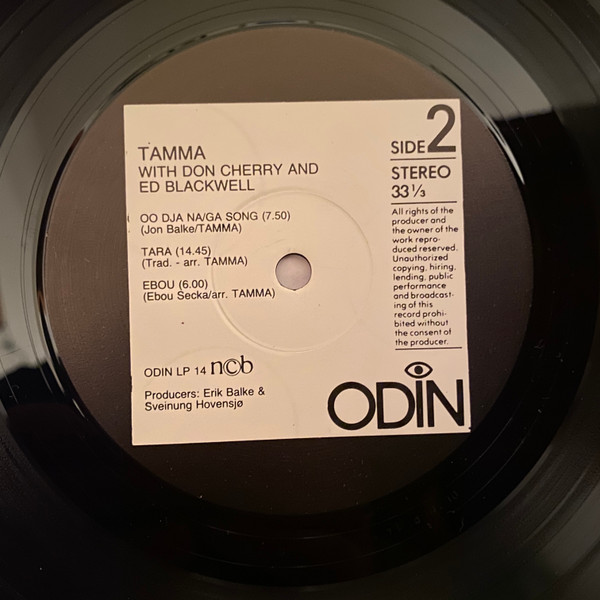 TAMMA
WITH DON CHERRY AND
ED BLACKWELL
OO DJA NA/GA SONG (7.50)
(Jon Balke/TAMMA)
TARA (14.45)
(Trad. - arr. TAMMA)
EBOU (6.00)
(Ebou Secka/arr. TAMMA)
ODIN LP 14 ncb
Producers: Erik Balke &
Sveinung Hovensjø
SIDE 2
STEREO
33 1/3
All rights of the
producer and
the owner of the
work repro-
duced reserved.
Unauthorized
copying, hiring,
lending, public
performance
and broadcast-
ing of this
record prohi-
bited without
the consent of
the producer.
ODIN